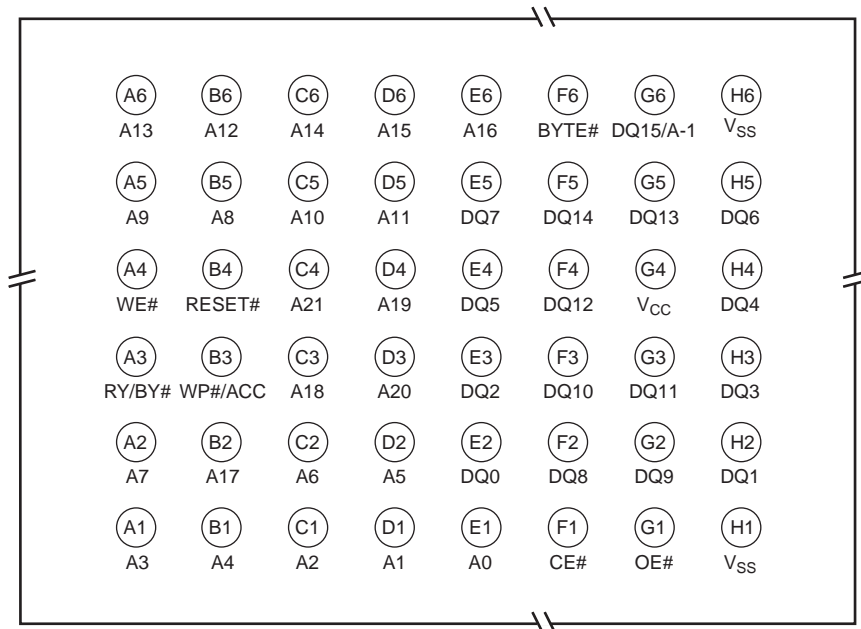 A6 B6 C6 D6 E6 F6 G6 H6
A13 A12 A14 A15 A16 BYTE# DQ15/A-1 VSS
A5 B5 C5 D5 E5 F5 G5 H5
A9 A8 A10 A11 DQ7 DQ14 DQ13 DQ6
A4 B4 C4 D4 E4 F4 G4 H4
WE# RESET# A21 A19 DQ5 DQ12 VCC DQ4
A3 B3 C3 D3 E3 F3 G3 H3
RY/BY# WP#/ACC A18 A20 DQ2 DQ10 DQ11 DQ3
A2 B2 C2 D2 E2 F2 G2 H2
A7 A17 A6 A5 DQ0 DQ8 DQ9 DQ1
A1 B1 C1 D1 E1 F1 G1 H1
A3 A4 A2 A1 A0 CE# OE# VSS